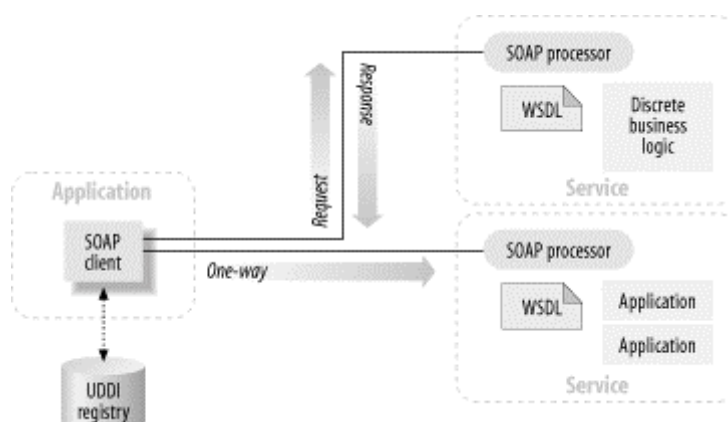 SOAP processor
WSDL
Discrete
business
logic
Service
Request
Response
Application
SOAP
client
One-way
SOAP processor
WSDL
Application
Application
Service
UDDI
registry